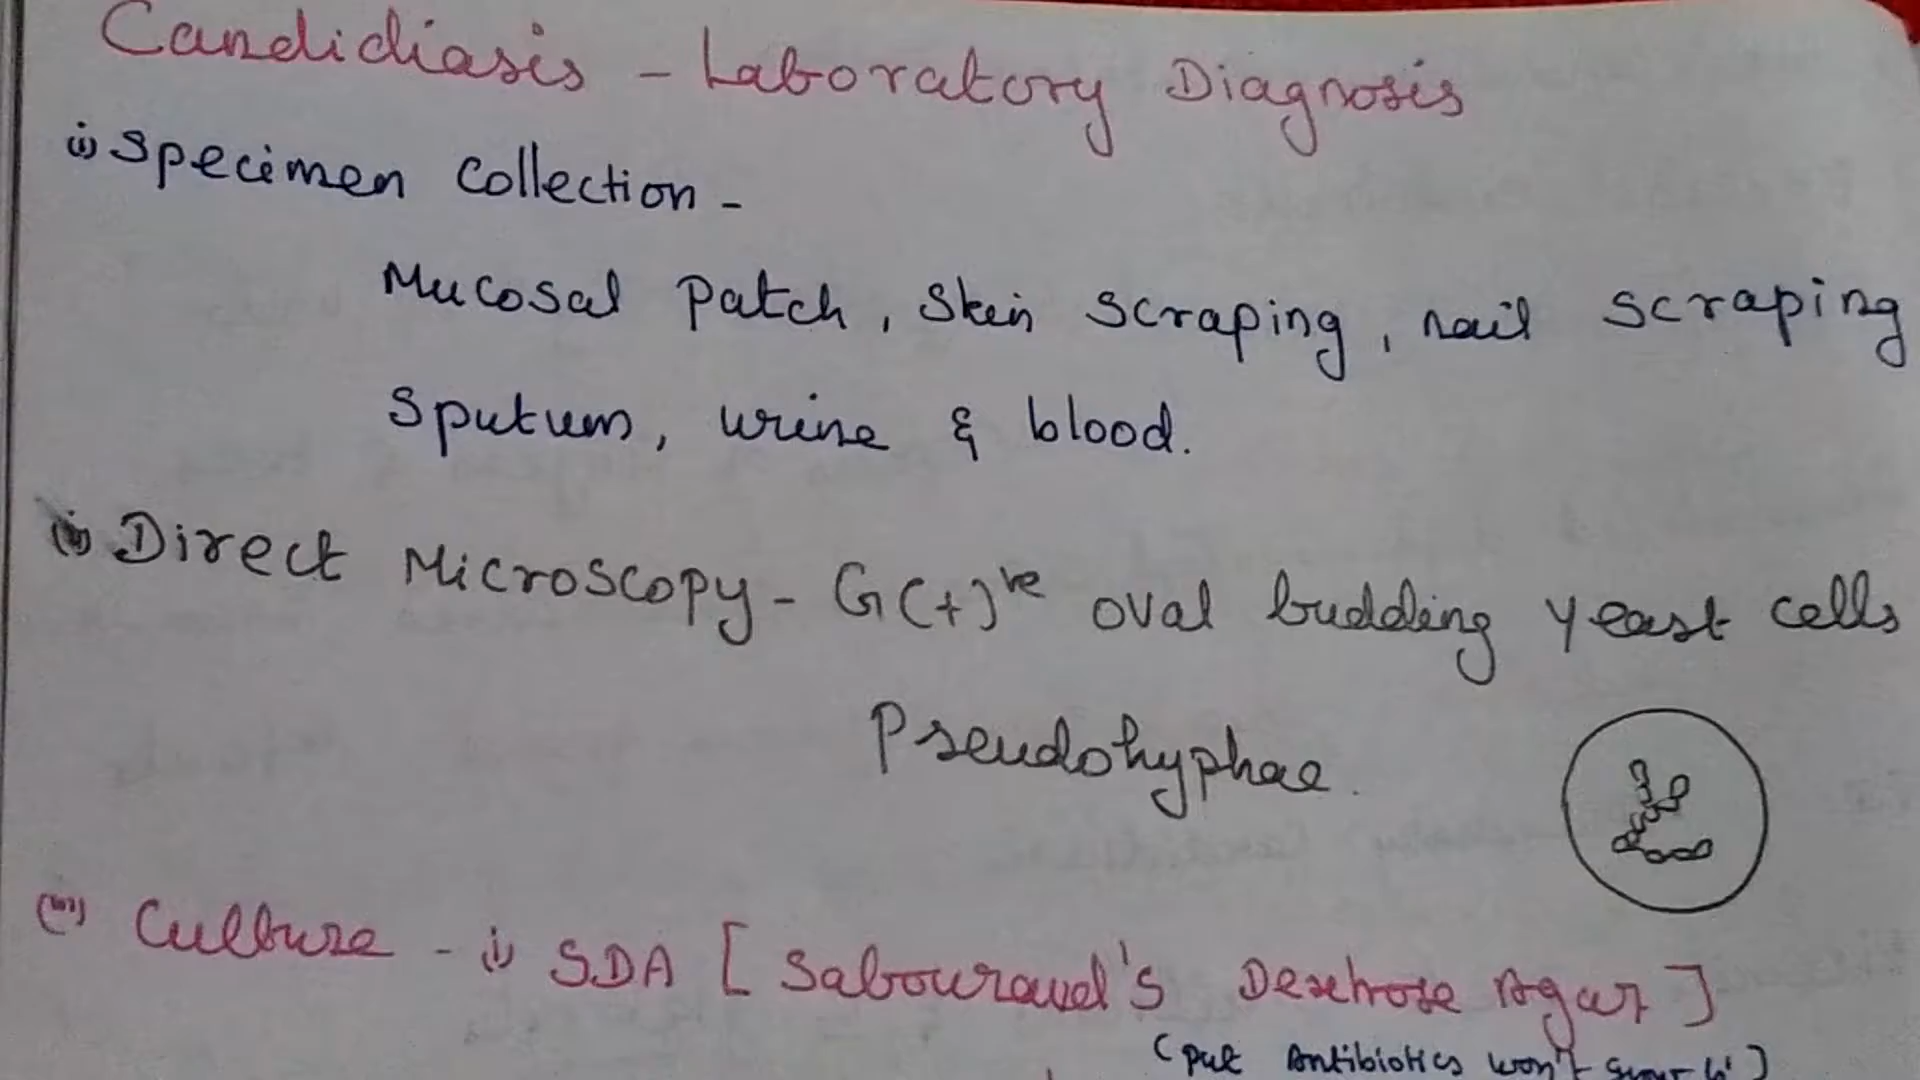 Candidiasis - Laboratory Diagnosis
(i) Specimen Collection -
Mucosal Patch, Skin Scraping, nail scraping
Sputum, urine & blood.
(ii) Direct Microscopy - G(+)ve oval budding yeast cells
Pseudohyphae.
(iii) Culture - (i) SDA [ Sabouraud's Dextrose Agar ]
(put Antibiotics won't